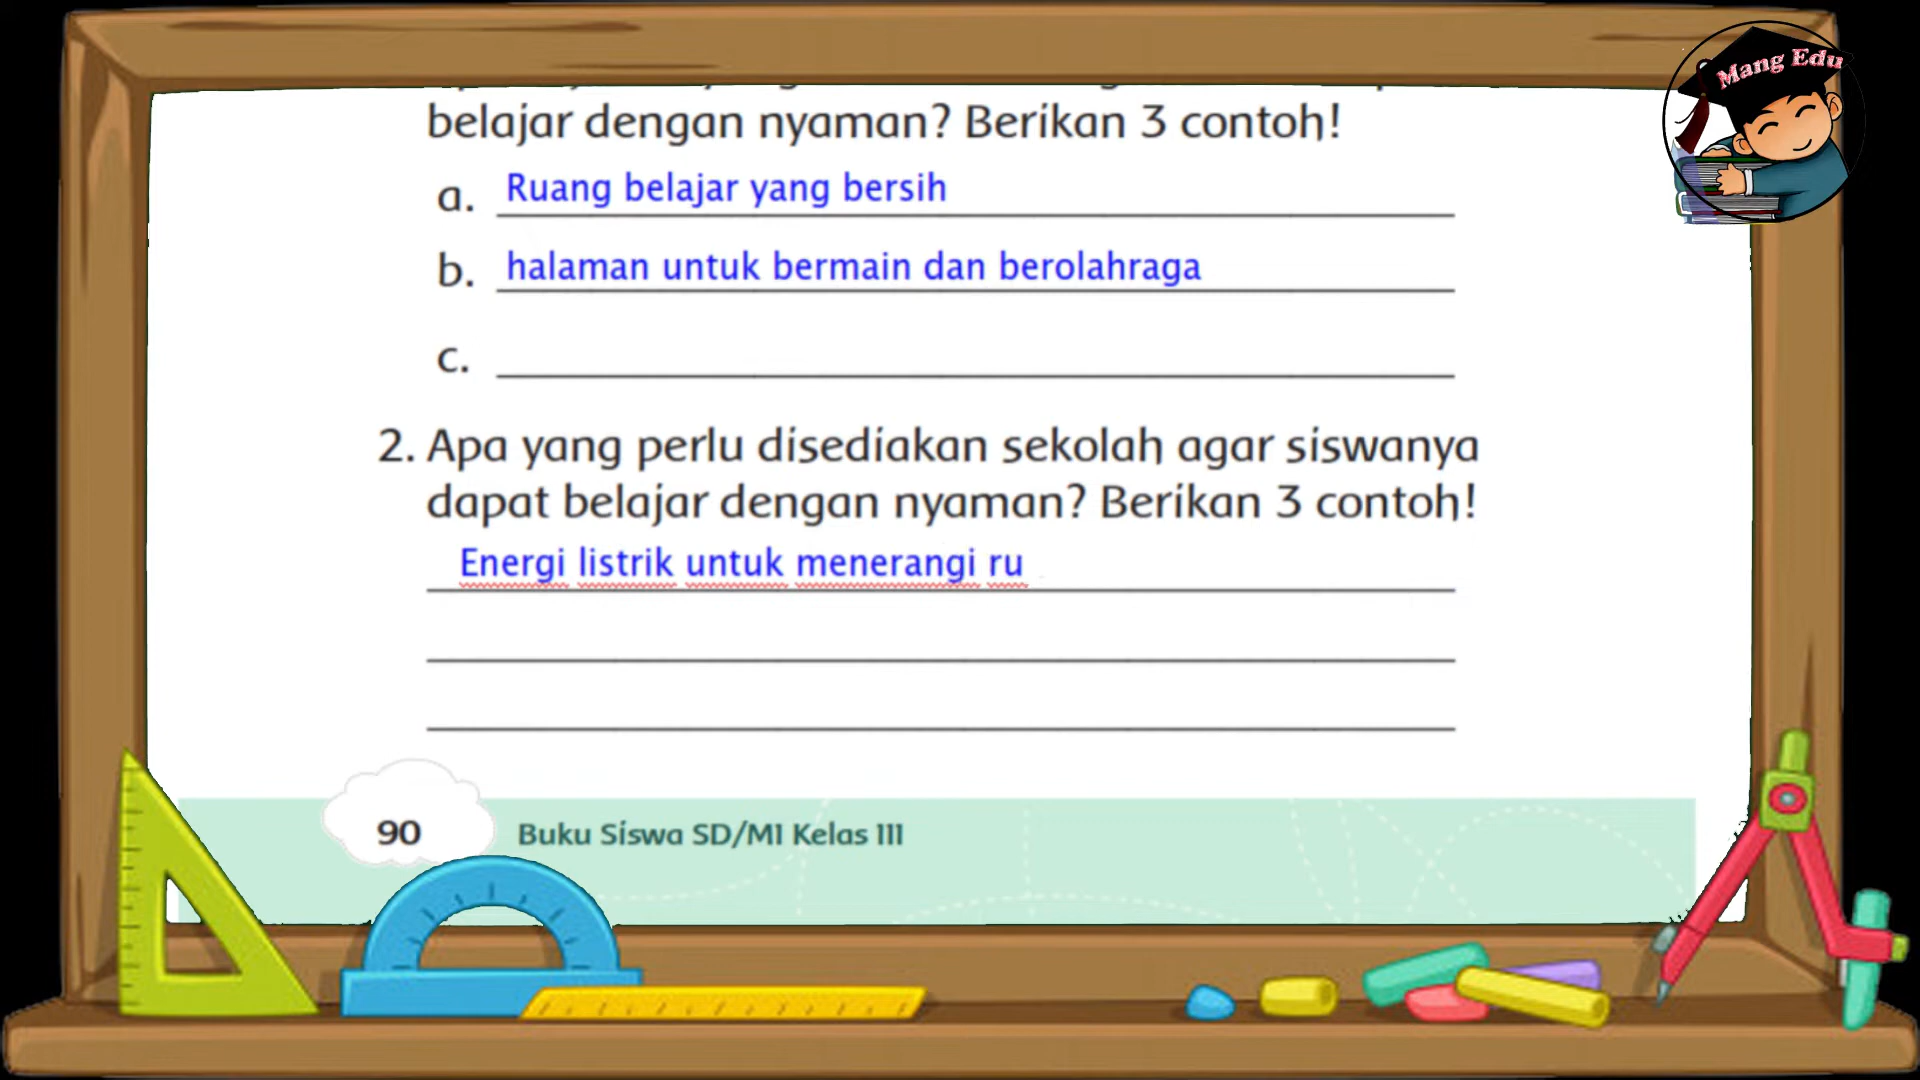 Mang Edu
belajar dengan nyaman? Berikan 3 contoh!
a. Ruang belajar yang bersih
b. halaman untuk bermain dan berolahraga
c.
2. Apa yang perlu disediakan sekolah agar siswanya
dapat belajar dengan nyaman? Berikan 3 contoh!
Energi listrik untuk menerangi ru
90 Buku Siswa SD/MI Kelas III